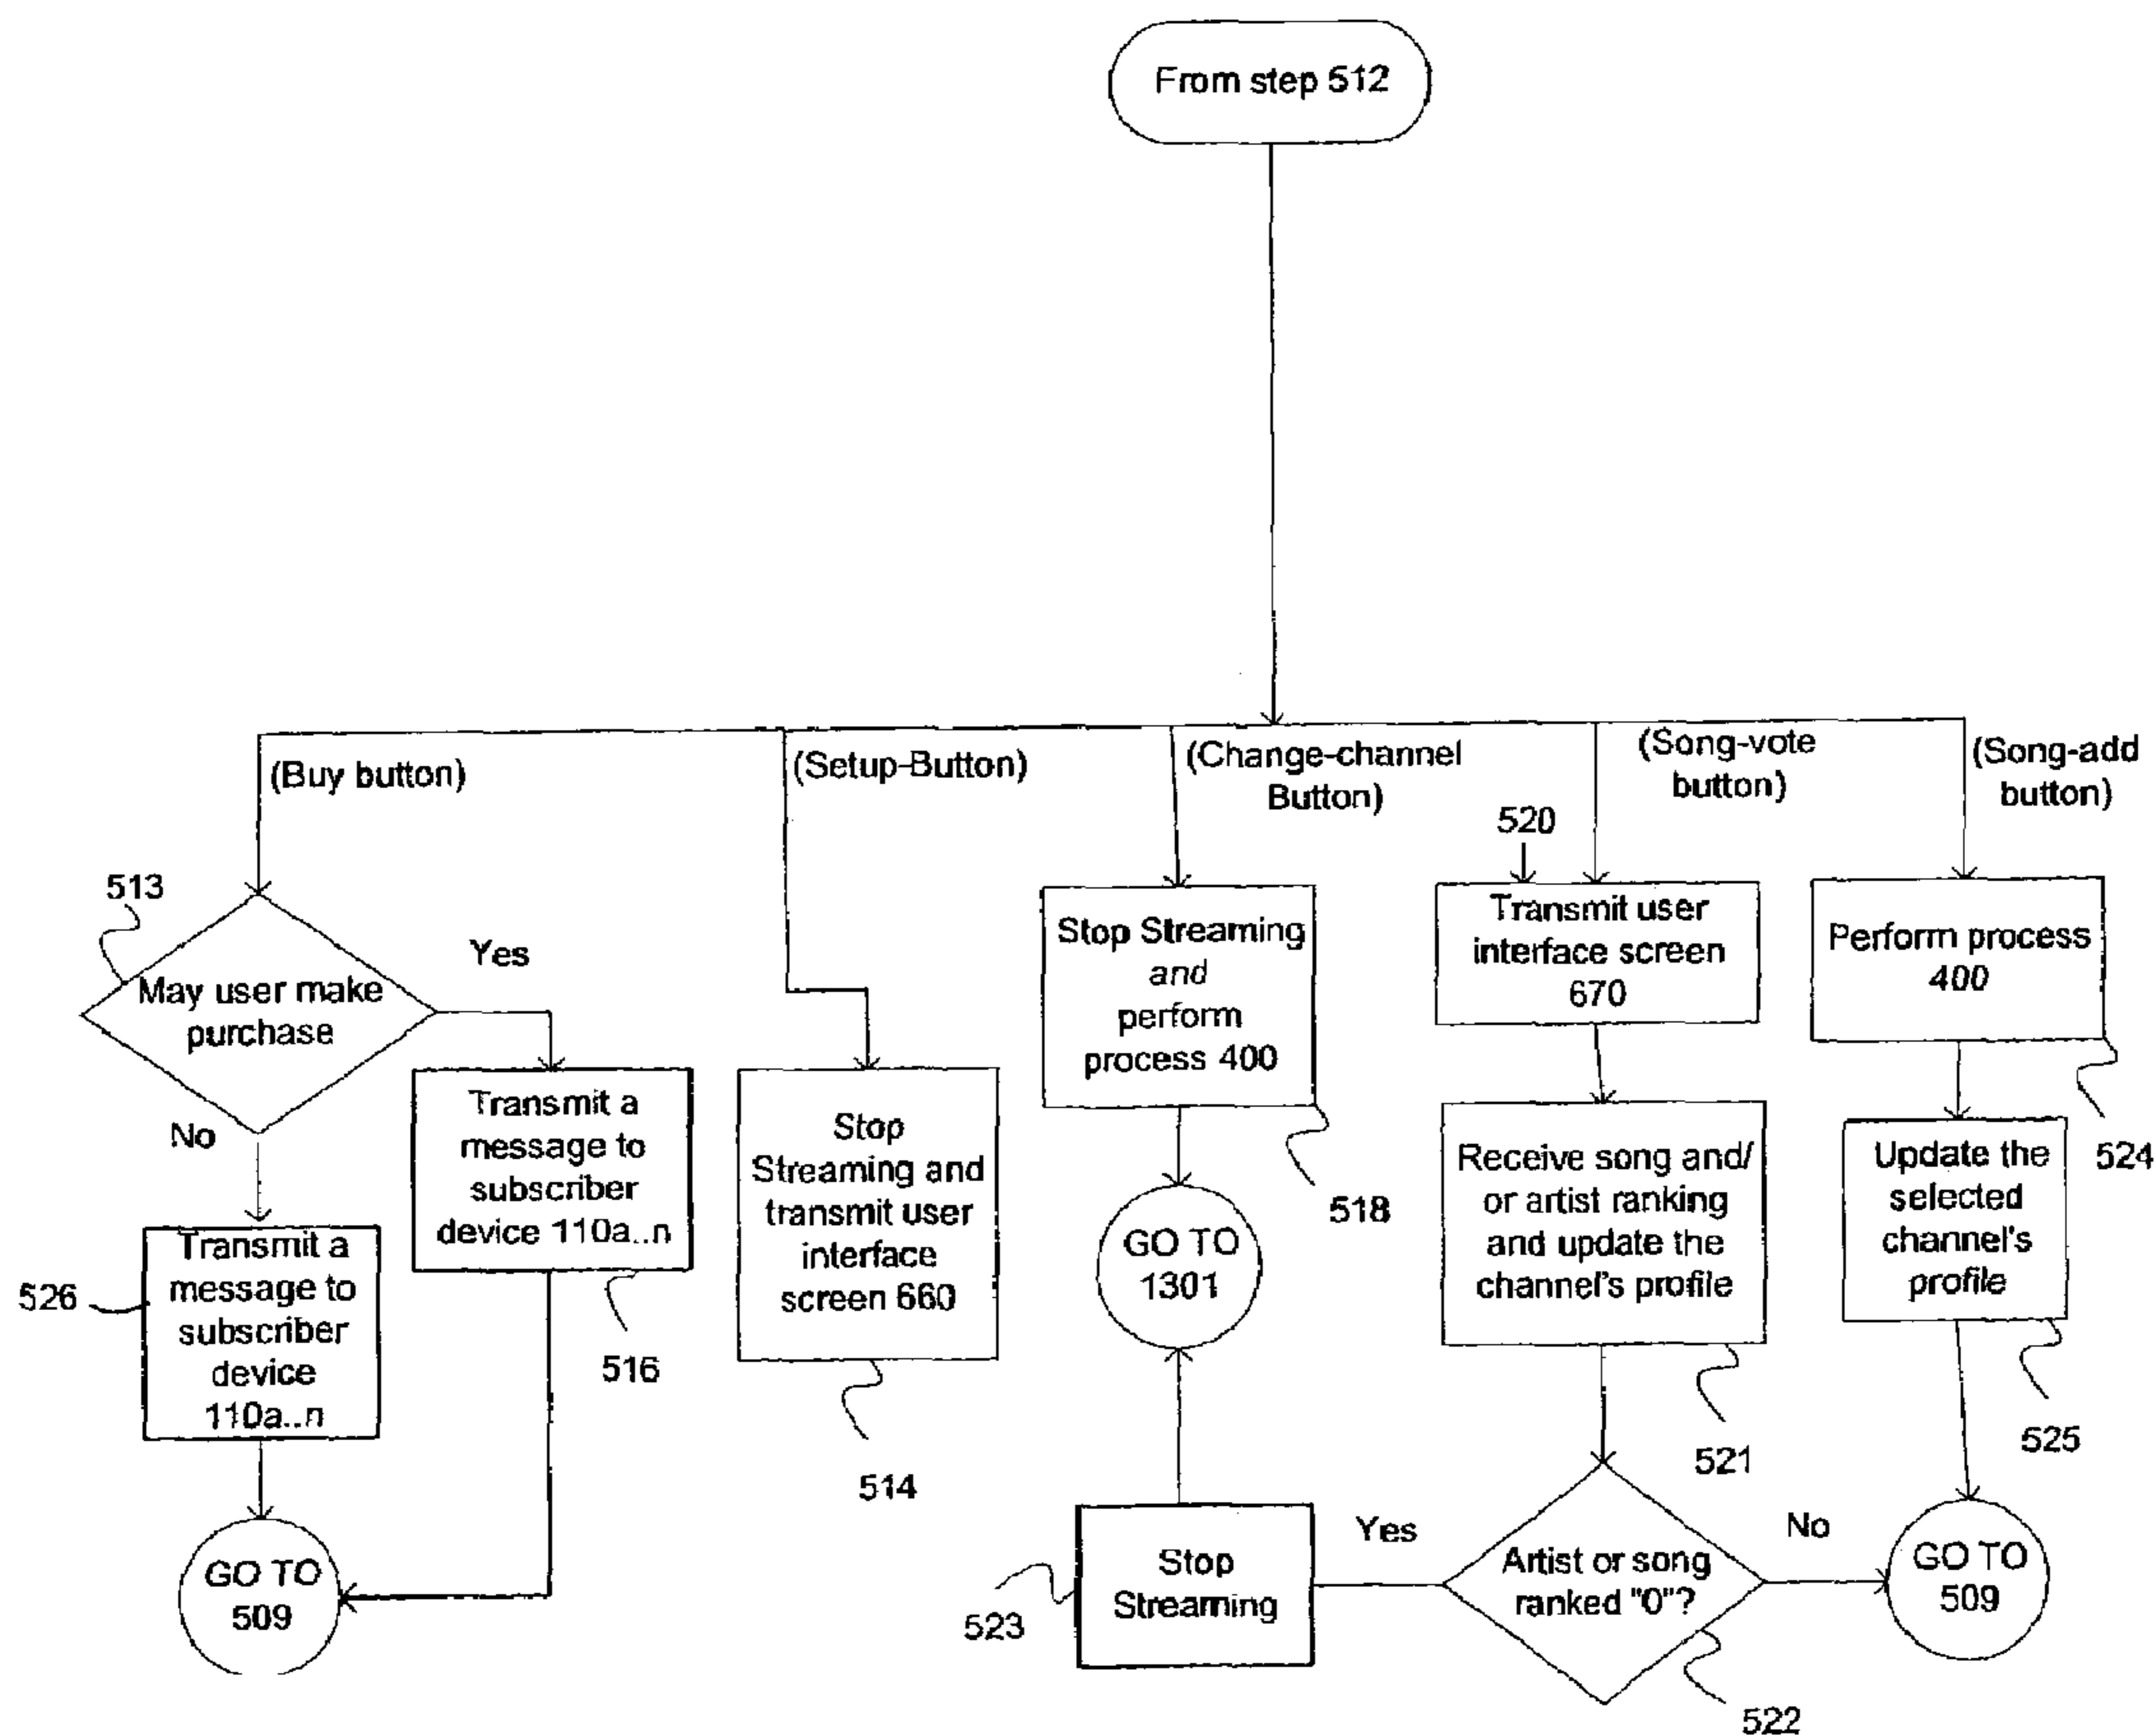 From step 512
(Buy button)
(Setup-Button)
(Change-channel
Button)
(Song-vote
button)
(Song-add
button)
513
May user make
purchase
Yes
No
Transmit a
message to
subscriber
device 110a..n
516
526
Transmit a
message to
subscriber
device
110a..n
GO TO
509
Stop
Streaming and
transmit user
interface
screen 660
514
Stop Streaming
and
perform
process 400
518
GO TO
1301
520
Transmit user
interface screen
670
Receive song and/
or artist ranking
and update the
channel's profile
521
Artist or song
ranked "0"?
522
Yes
No
Stop
Streaming
523
Perform process
400
524
Update the
selected
channel's
profile
525
GO TO
509